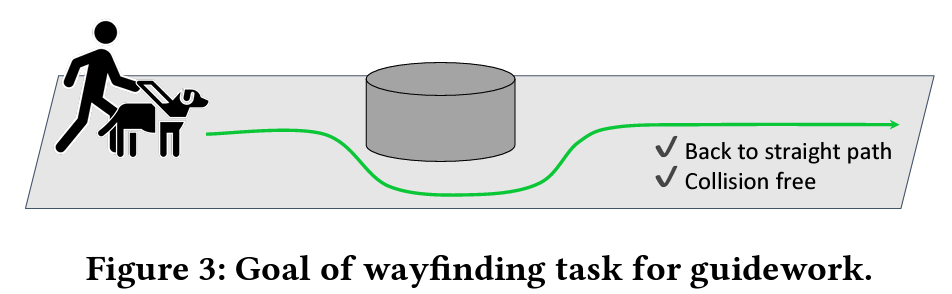 ✓ Back to straight path
✓ Collision free
Figure 3: Goal of wayfinding task for guidework.